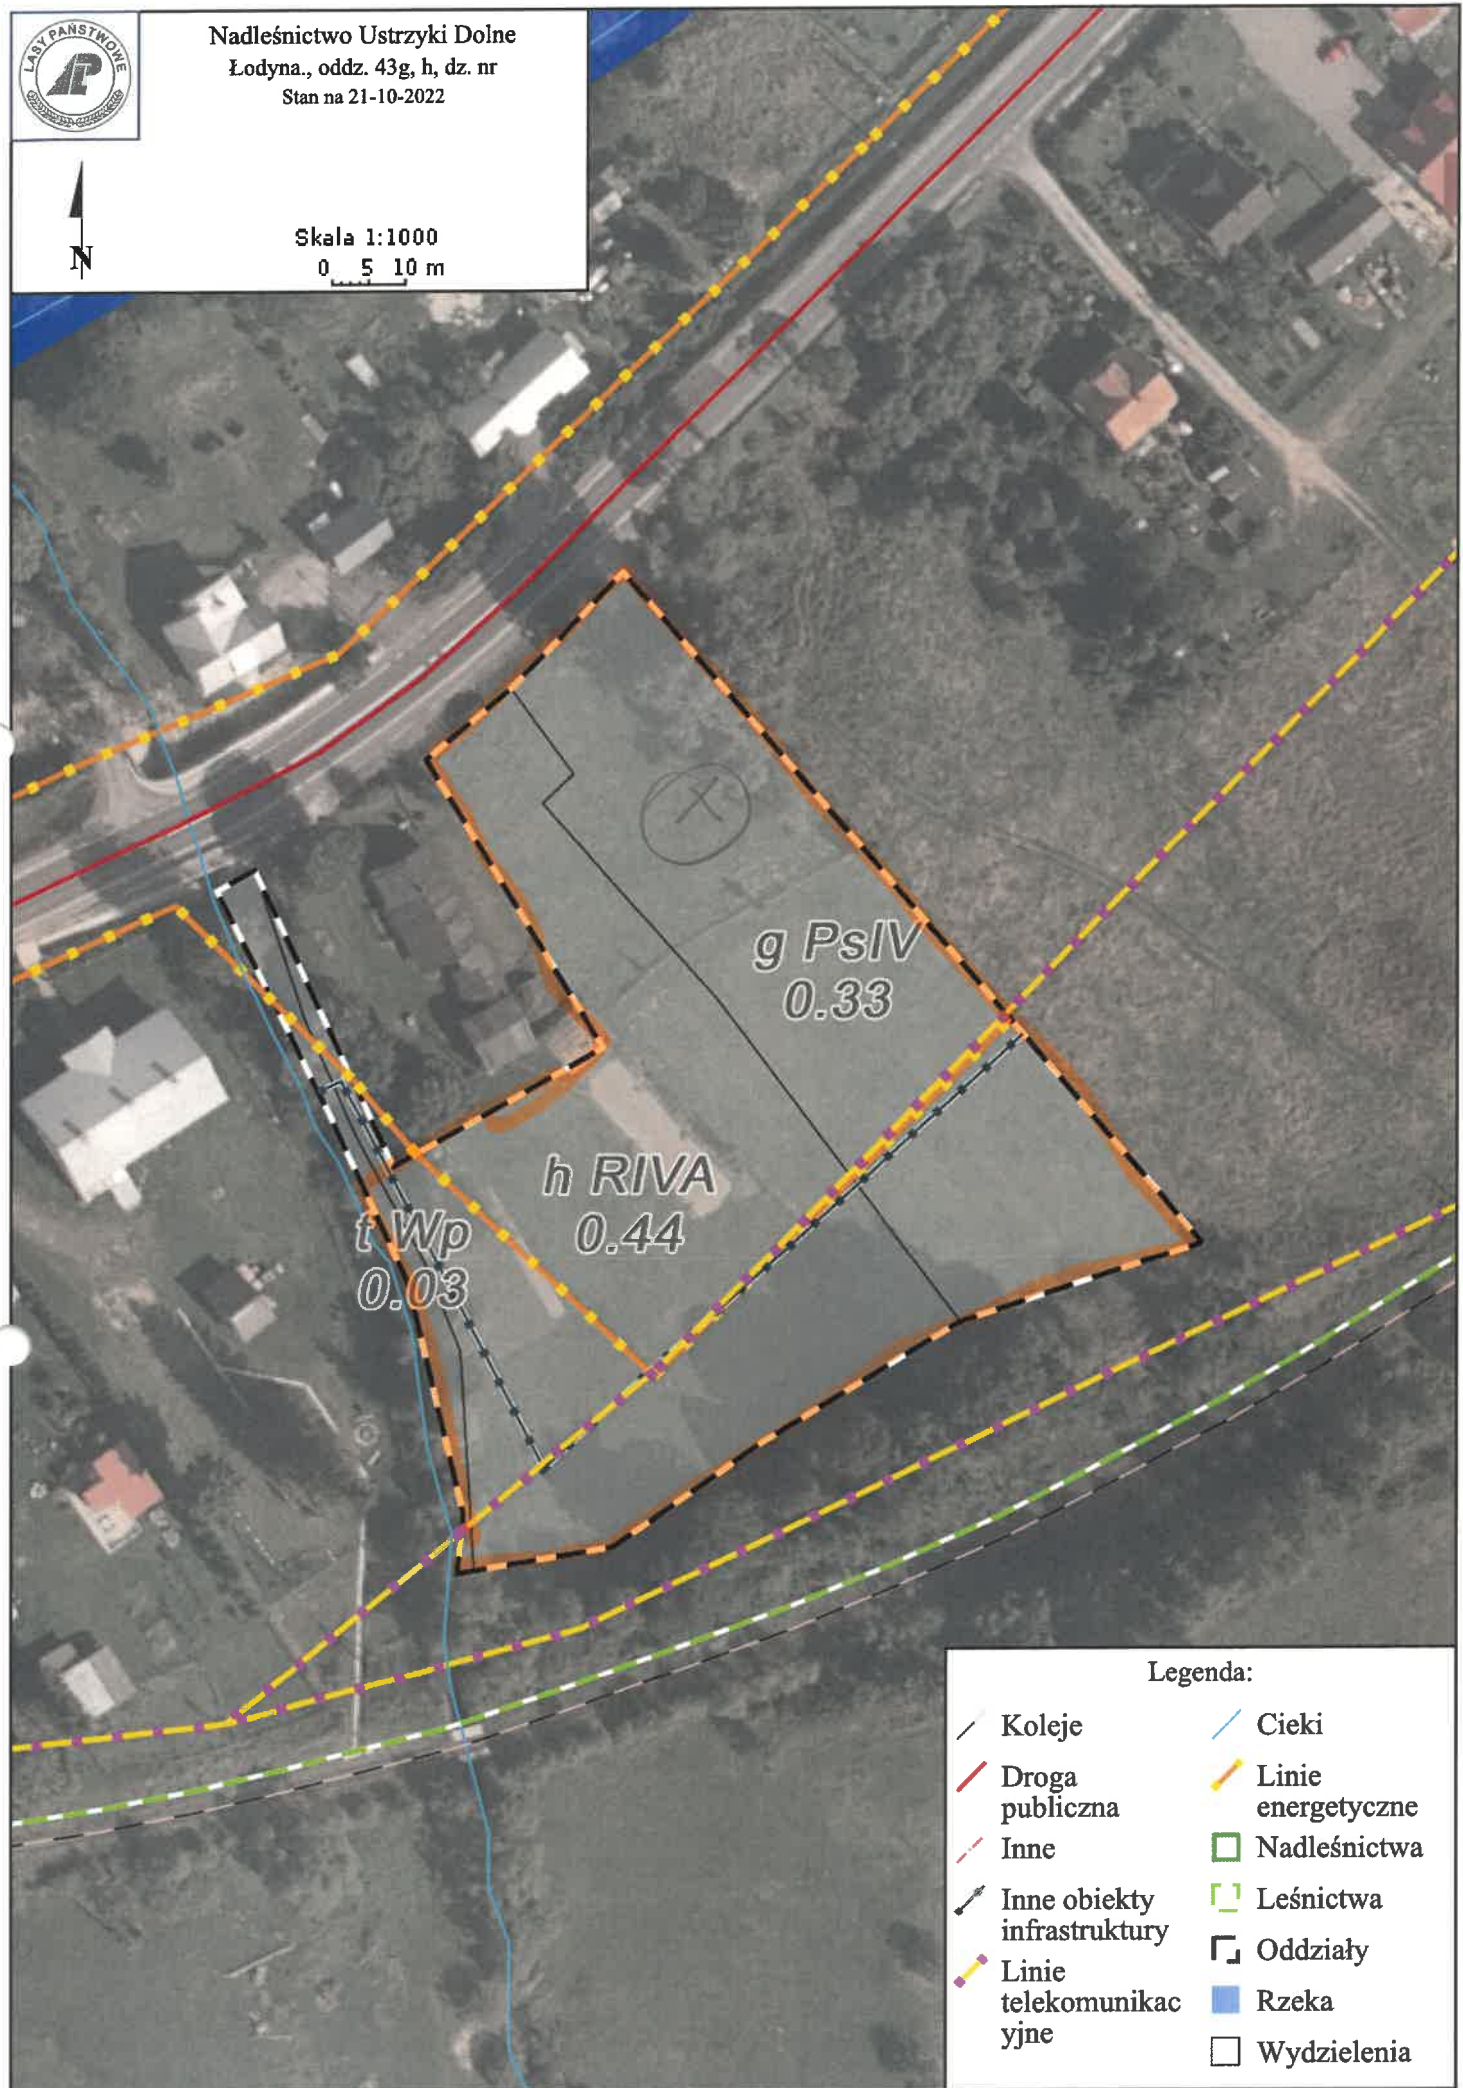 LASY PAŃSTWOWE
Nadleśnictwo Ustrzyki Dolne
Łodyna., oddz. 43g, h, dz. nr
Stan na 21-10-2022
N
Skala 1:1000
0 5 10 m
g PsIV
0.33
h RIVA
0.44
t Wp
0.03
Legenda:
Koleje
Droga
publiczna
Inne
Inne obiekty
infrastruktury
Linie
telekomunikac
yjne
Cieki
Linie
energetyczne
Nadleśnictwa
Leśnictwa
Oddziały
Rzeka
Wydzielenia